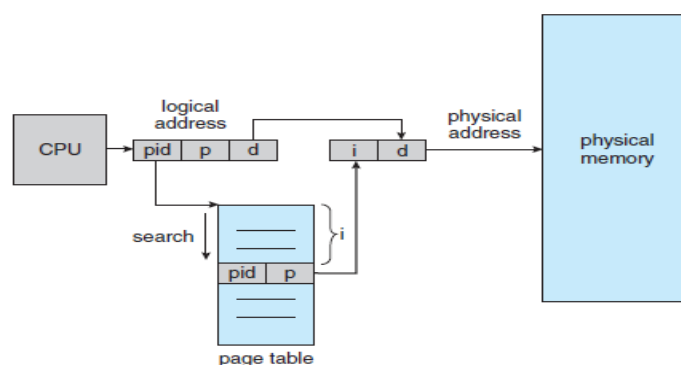 logical
address
physical
address
CPU
pid p d
i d
physical
memory
search
i
pid p
page table